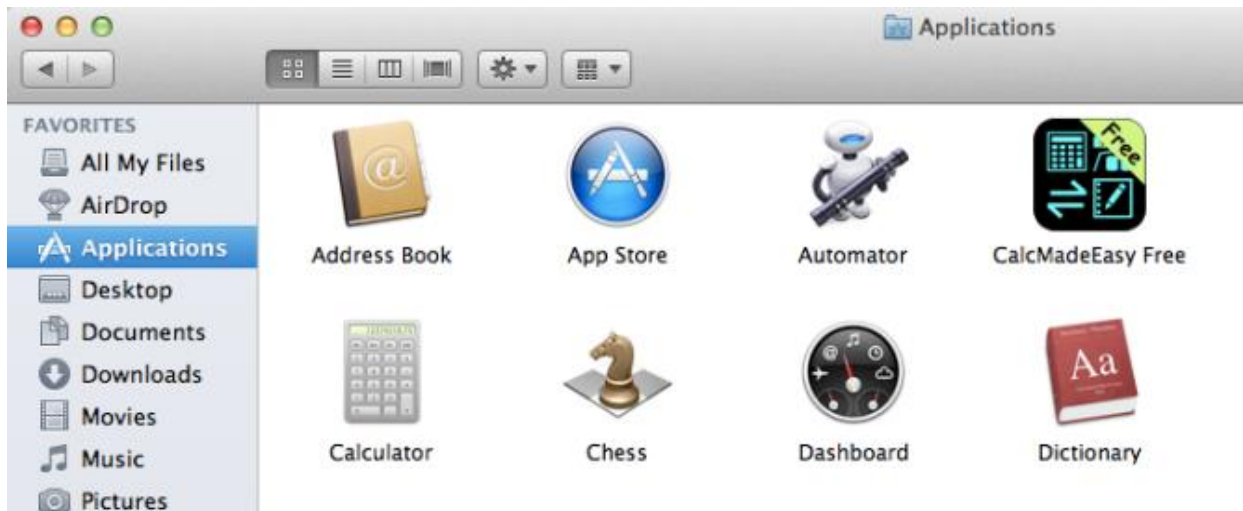 Applications
FAVORITES
All My Files
AirDrop
Applications
Desktop
Documents
Downloads
Movies
Music
Pictures
Free
Address Book
App Store
Automator
CalcMadeEasy Free
Aa
Calculator
Chess
Dashboard
Dictionary